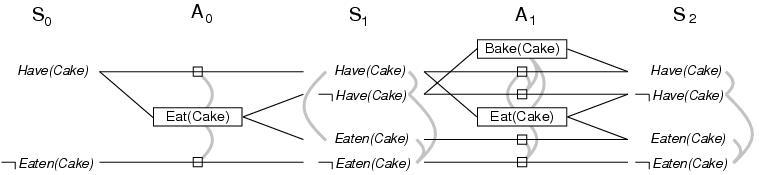 S0 A0 S1 A1 S2
Bake(Cake)
Have(Cake) Have(Cake) Have(Cake)
¬Have(Cake) ¬Have(Cake)
Eat(Cake) Eat(Cake)
Eaten(Cake) Eaten(Cake)
¬Eaten(Cake) ¬Eaten(Cake) ¬Eaten(Cake)